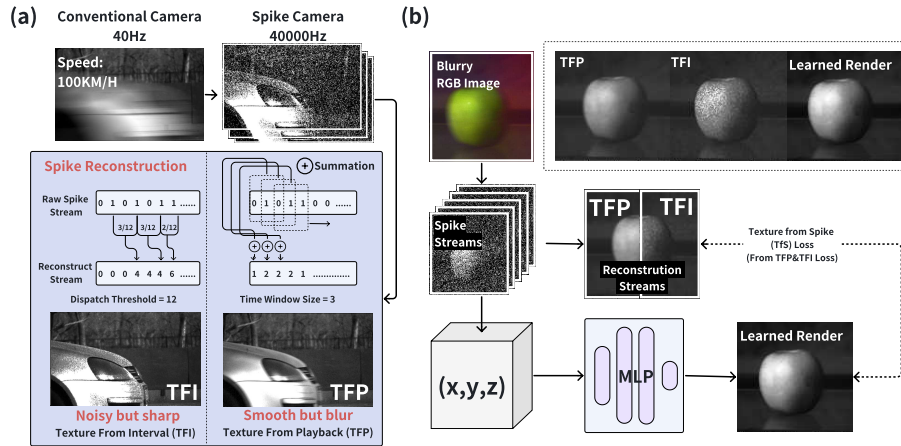 (a)
Conventional Camera
40Hz
Spike Camera
40000Hz
Speed:
100KM/H
Spike Reconstruction
Summation
Raw Spike
Stream
0 1 0 1 0 1 1 ......
3/12 3/12 2/12
Reconstruct
Stream
0 0 0 4 4 4 6 ......
Dispatch Threshold = 12
0 1 0 1 1 0 0 ......
+ + +
1 2 2 2 1 ..............
Time Window Size = 3
TFI
TFP
Noisy but sharp
Texture From Interval (TFI)
Smooth but blur
Texture From Playback (TFP)
(b)
Blurry
RGB Image
TFP
TFI
Learned Render
Spike
Streams
TFP
TFI
Reconstrution
Streams
Texture from Spike
(TfS) Loss
(From TFP&TFI Loss)
(x,y,z)
MLP
Learned Render